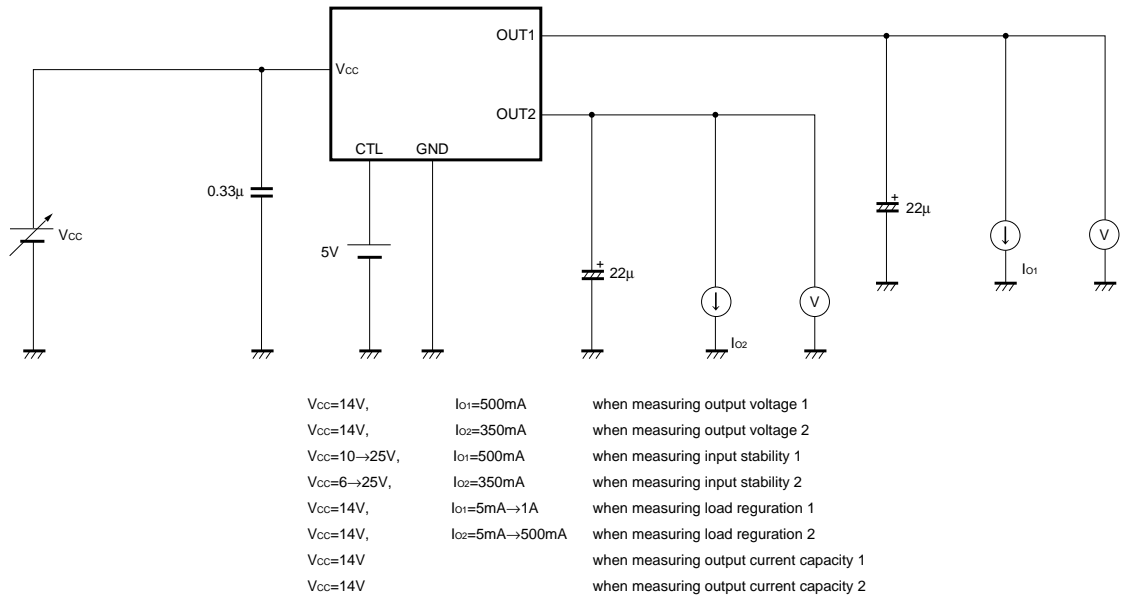 OUT1
Vcc
OUT2
CTL GND
0.33μ
+
22μ
Vcc
5V
+
22μ
↓
V
Io1
↓
V
Io2
Vcc=14V, Io1=500mA when measuring output voltage 1
Vcc=14V, Io2=350mA when measuring output voltage 2
Vcc=10→25V, Io1=500mA when measuring input stability 1
Vcc=6→25V, Io2=350mA when measuring input stability 2
Vcc=14V, Io1=5mA→1A when measuring load reguration 1
Vcc=14V, Io2=5mA→500mA when measuring load reguration 2
Vcc=14V when measuring output current capacity 1
Vcc=14V when measuring output current capacity 2